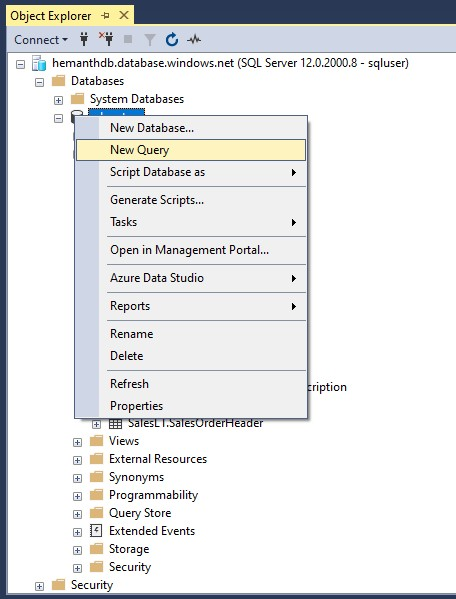 Object Explorer
Connect
hemanthdb.database.windows.net (SQL Server 12.0.2000.8 - sqluser)
Databases
System Databases
New Database...
New Query
Script Database as
Generate Scripts...
Tasks
Open in Management Portal...
Azure Data Studio
Reports
Rename
Delete
Refresh
cription
Properties
SalesLT.SalesOrderHeader
Views
External Resources
Synonyms
Programmability
Query Store
Extended Events
Storage
Security
Security